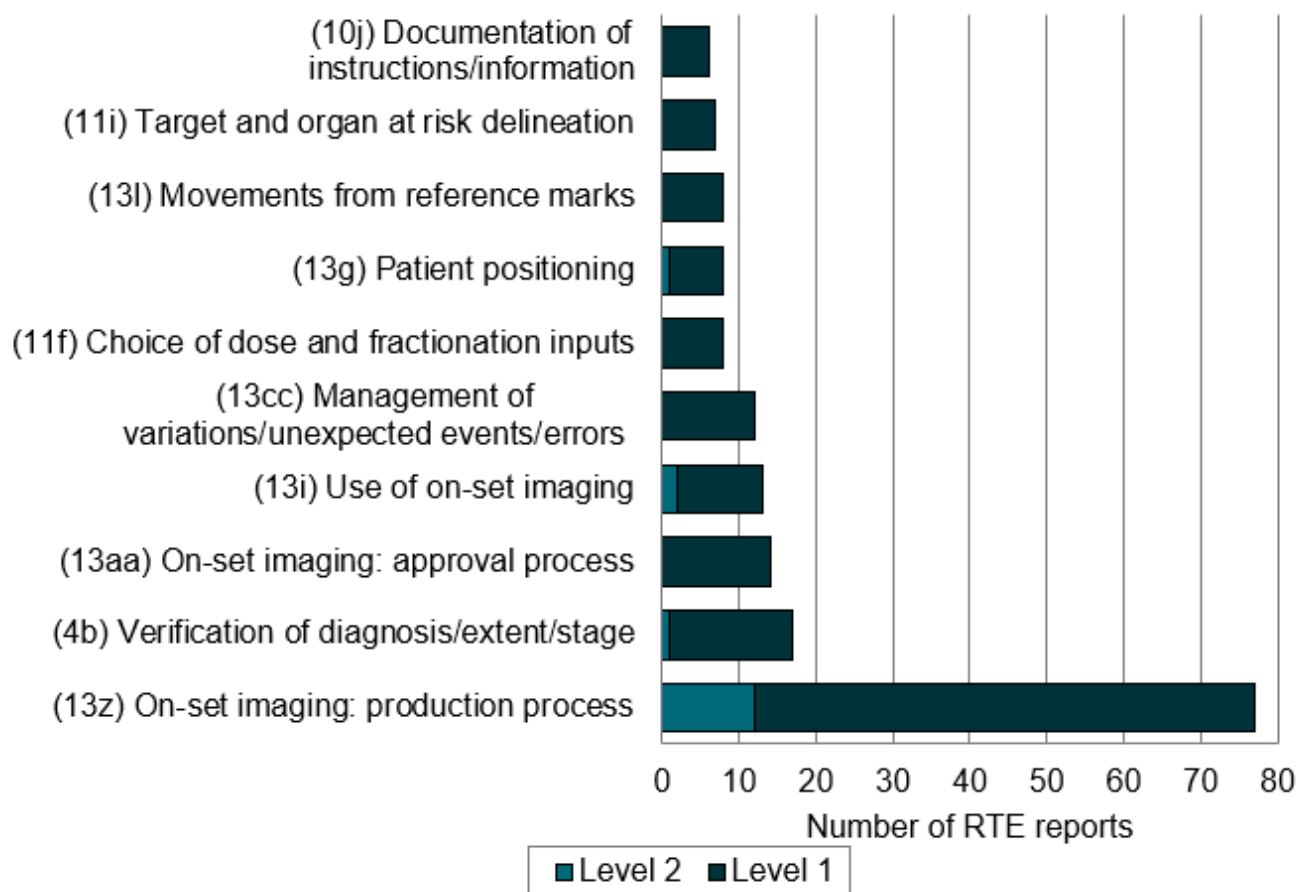 (10j) Documentation of
instructions/information
(11i) Target and organ at risk delineation
(13l) Movements from reference marks
(13g) Patient positioning
(11f) Choice of dose and fractionation inputs
(13cc) Management of
variations/unexpected events/errors
(13i) Use of on-set imaging
(13aa) On-set imaging: approval process
(4b) Verification of diagnosis/extent/stage
(13z) On-set imaging: production process
0 10 20 30 40 50 60 70 80
Number of RTE reports
Level 2 Level 1